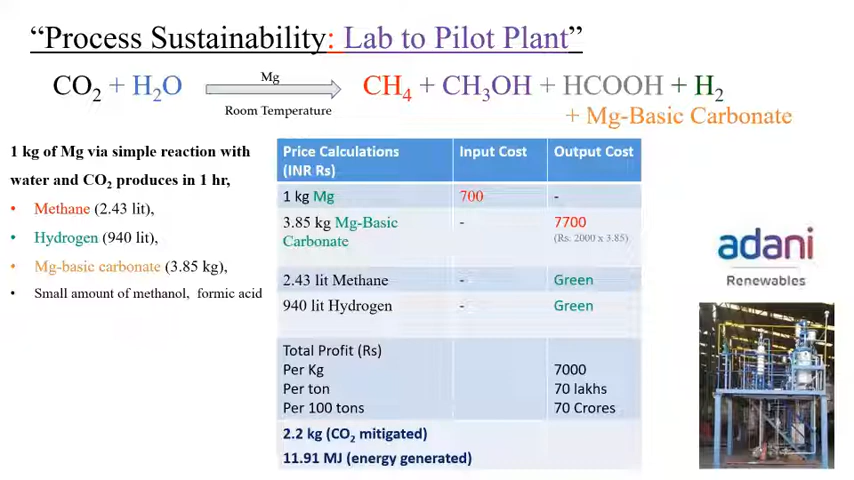 “Process Sustainability: Lab to Pilot Plant”
CO2 + H2O Mg Room Temperature CH4 + CH3OH + HCOOH + H2
+ Mg-Basic Carbonate
1 kg of Mg via simple reaction with
water and CO2 produces in 1 hr,
• Methane (2.43 lit),
• Hydrogen (940 lit),
• Mg-basic carbonate (3.85 kg),
• Small amount of methanol, formic acid
Price Calculations (INR Rs) Input Cost Output Cost
1 kg Mg 700 -
3.85 kg Mg-Basic Carbonate - 7700
(Rs. 2000 x 3.85)
2.43 lit Methane - Green
940 lit Hydrogen - Green
Total Profit (Rs)
Per Kg 7000
Per ton 70 lakhs
Per 100 tons 70 Crores
2.2 kg (CO2 mitigated)
11.91 MJ (energy generated)
adani
Renewables